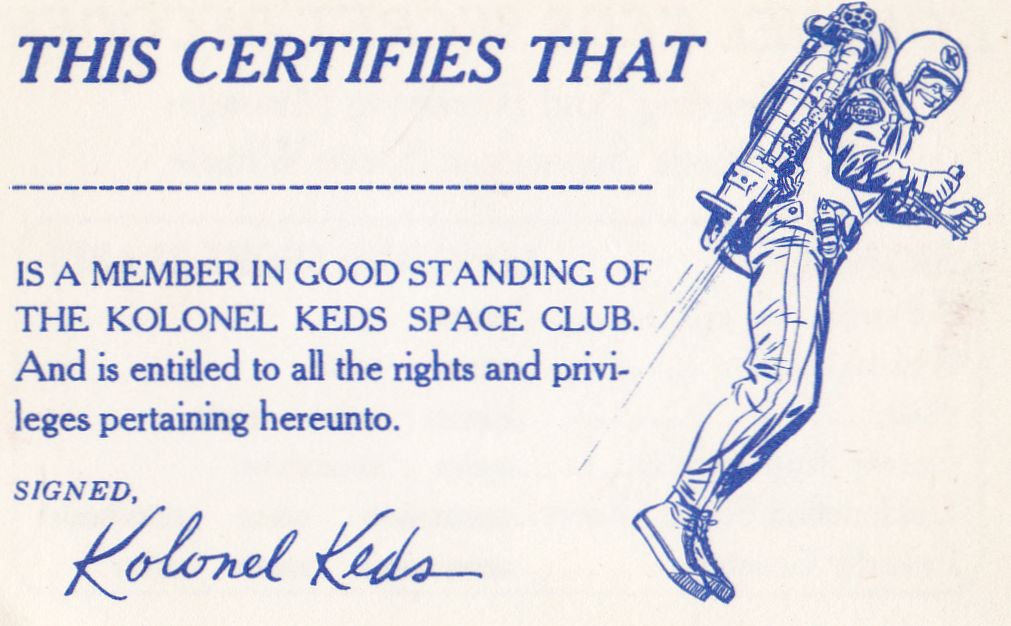 THIS CERTIFIES THAT
IS A MEMBER IN GOOD STANDING OF
THE KOLONEL KEDS SPACE CLUB.
And is entitled to all the rights and privi-
leges pertaining hereunto.
SIGNED,
Kolonel Keds